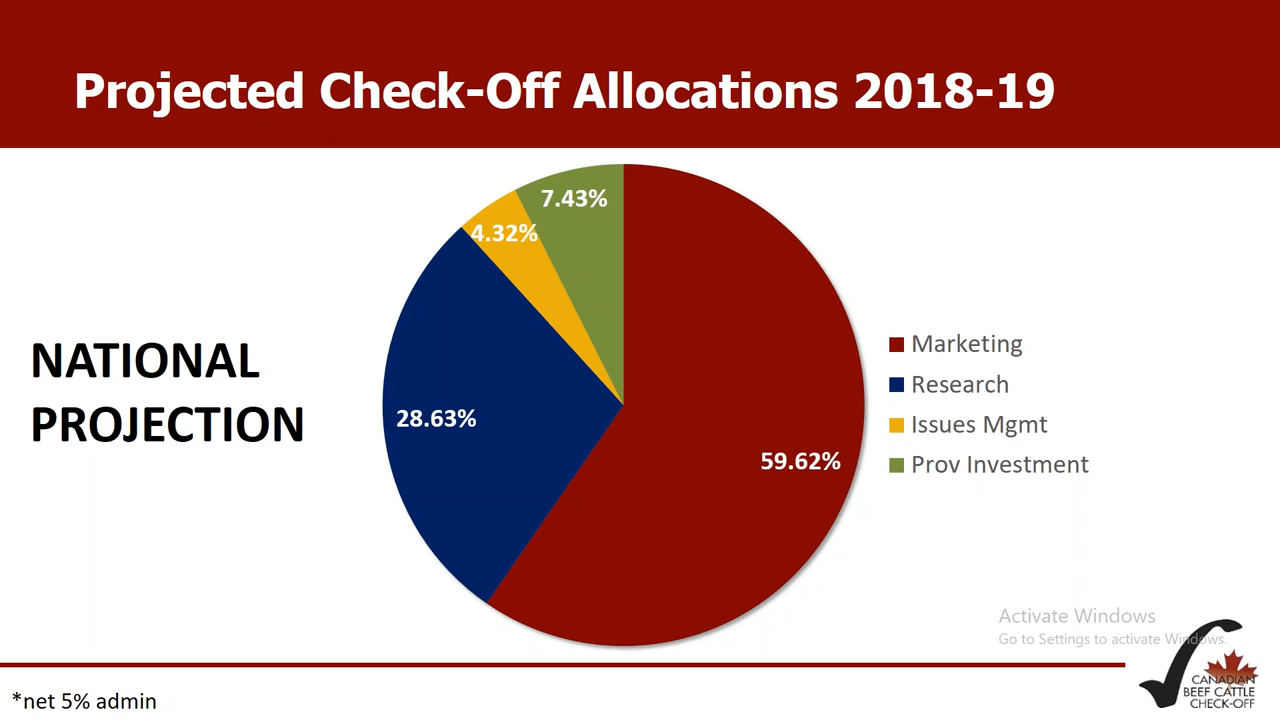 Projected Check-Off Allocations 2018-19
7.43%
4.32%
NATIONAL
PROJECTION
28.63%
59.62%
Marketing
Research
Issues Mgmt
Prov Investment
Activate Windows
Go to Settings to activate Windows.
CANADIAN
BEEF CATTLE
CHECK-OFF
*net 5% admin